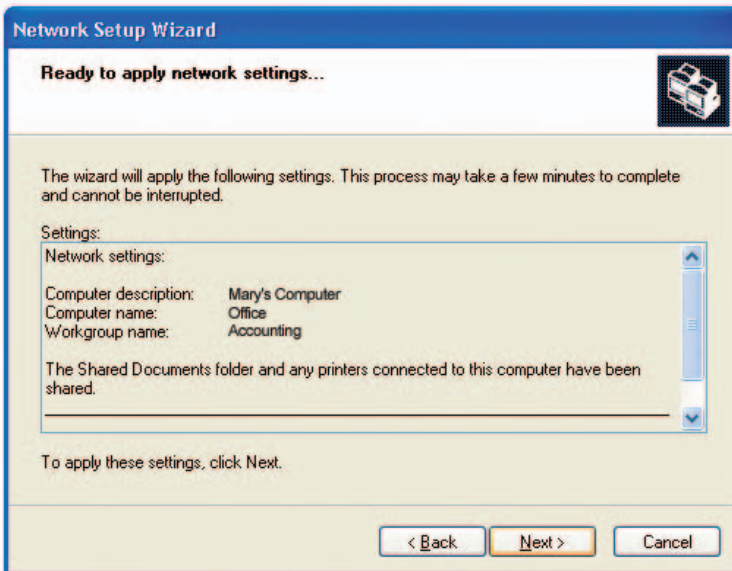 Network Setup Wizard
Ready to apply network settings...
The wizard will apply the following settings. This process may take a few minutes to complete
and cannot be interrupted.
Settings:
Network settings:
Computer description: Mary's Computer
Computer name: Office
Workgroup name: Accounting
The Shared Documents folder and any printers connected to this computer have been
shared.
To apply these settings, click Next.
< Back Next > Cancel